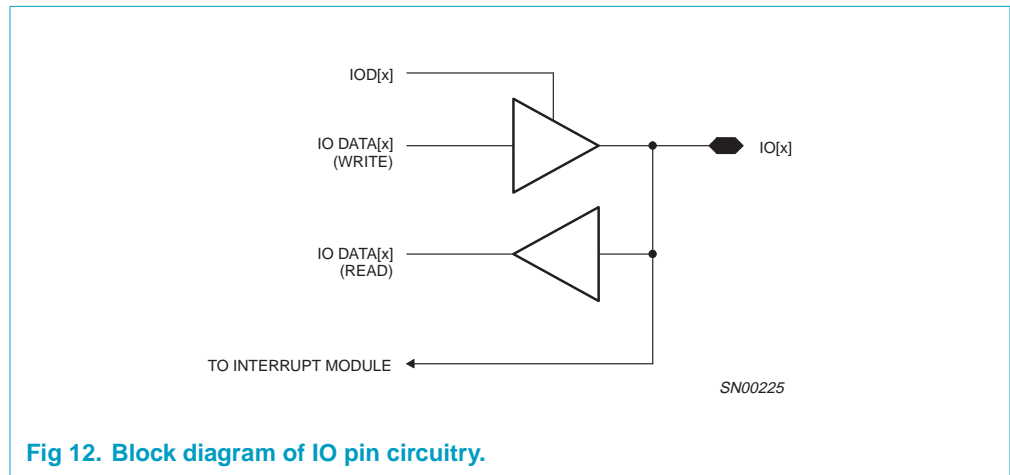 IOD[x]
IO DATA[x]
(WRITE)
IO[x]
IO DATA[x]
(READ)
TO INTERRUPT MODULE
SN00225
Fig 12. Block diagram of IO pin circuitry.